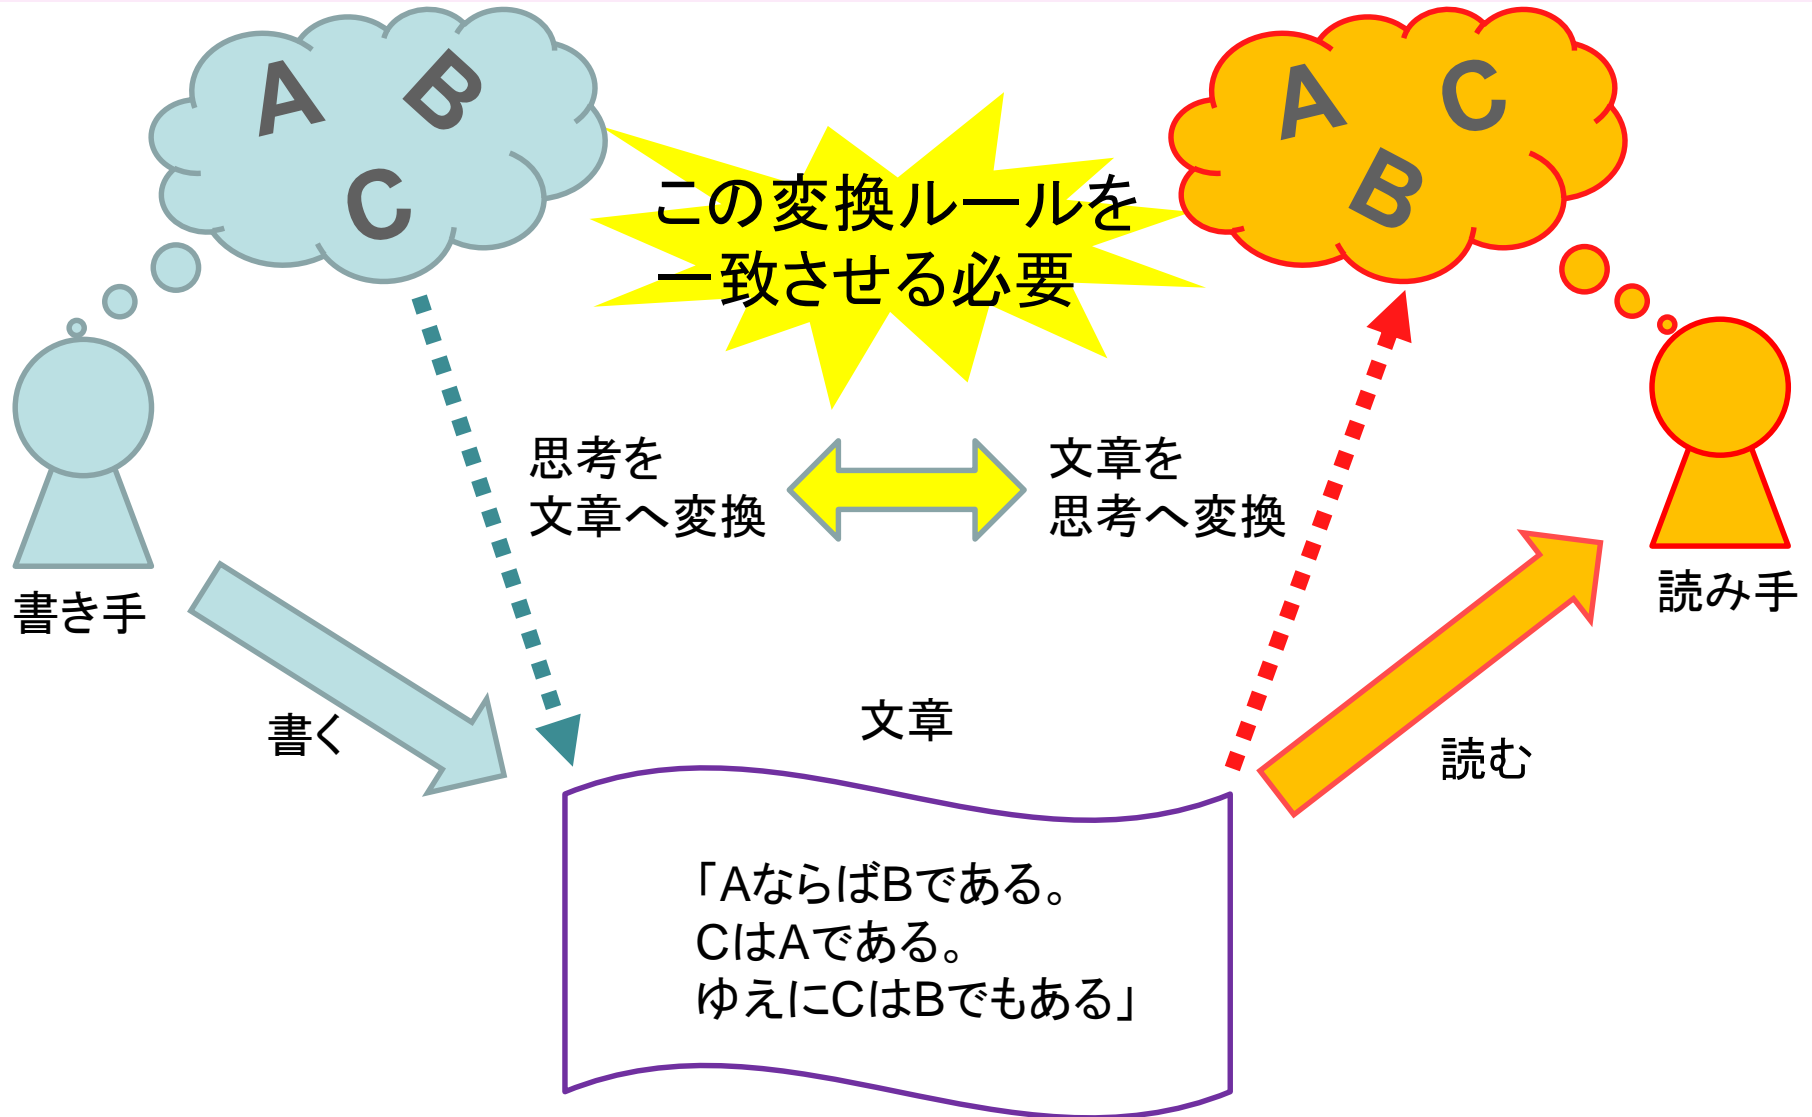 A B
C
A C
B
この変換ルールを
一致させる必要
思考を
文章へ変換
文章を
思考へ変換
書き手
読み手
書く
文章
読む
「AならばBである。
CはAである。
ゆえにCはBでもある」